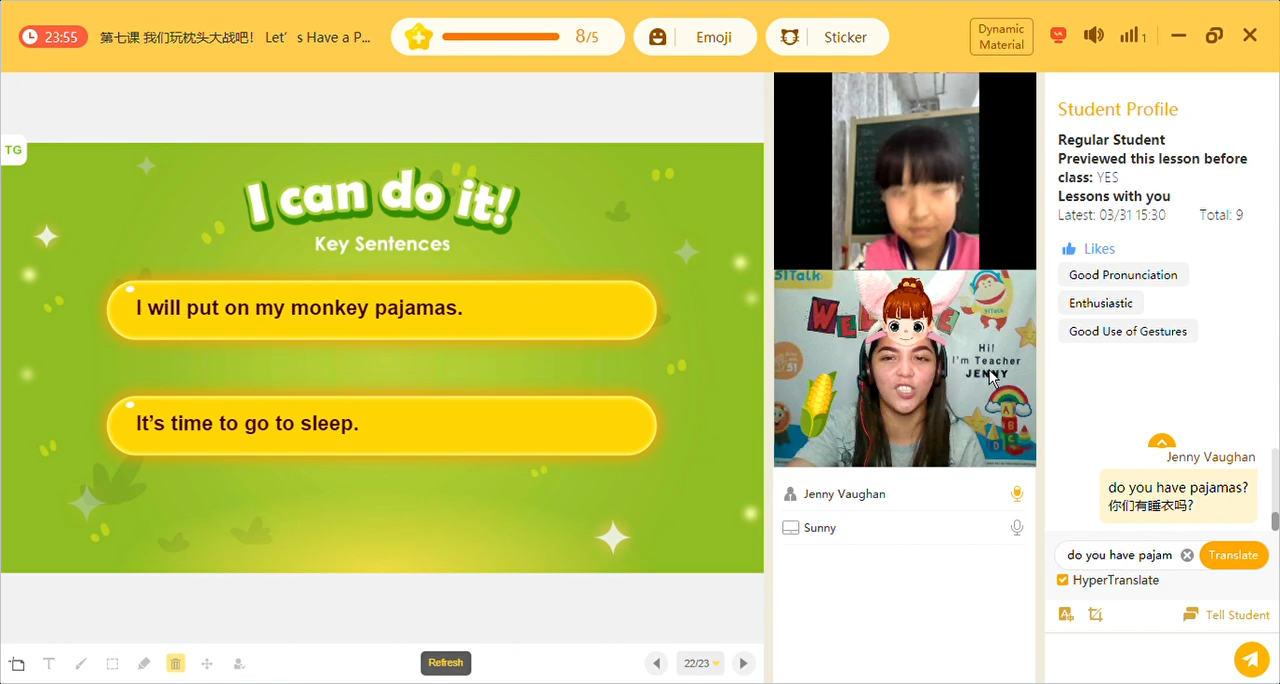 23:55
第七课 我们玩枕头大战吧! Let's Have a P...
8/5
Emoji
Sticker
Dynamic
Material
1
TG
I can do it!
Key Sentences
I will put on my monkey pajamas.
It's time to go to sleep.
Refresh
22/23
51Talk
WE E
Hi!
I'm Teacher
JENNY
51
A
B
Jenny Vaughan
Sunny
Student Profile
Regular Student
Previewed this lesson before
class: YES
Lessons with you
Latest: 03/31 15:30 Total: 9
Likes
Good Pronunciation
Enthusiastic
Good Use of Gestures
Jenny Vaughan
do you have pajamas?
你们有睡衣吗?
do you have pajam
Translate
HyperTranslate
Tell Student